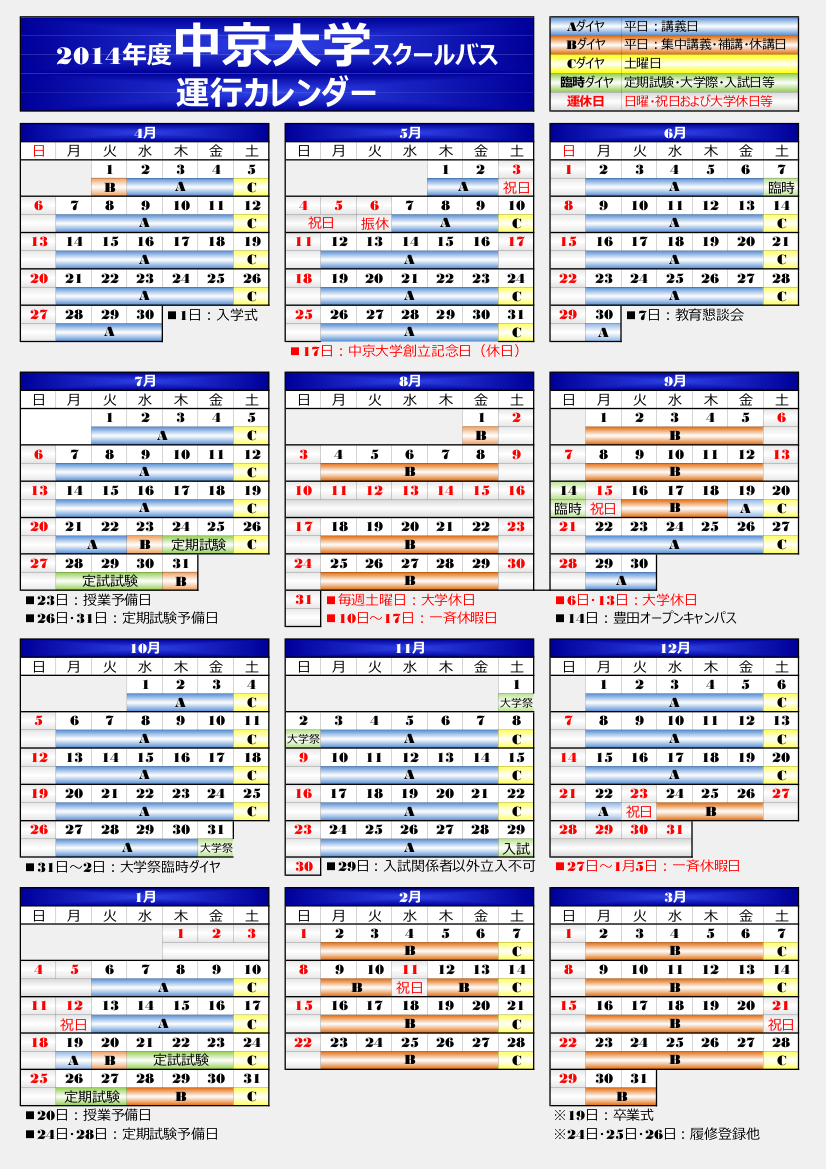 2014年度中京大学スクールバス
運行カレンダー
Aダイヤ 平日：講義日
Bダイヤ 平日：集中講義・補講・休講日
Cダイヤ 土曜日
臨時ダイヤ 定期試験・大学際・入試日等
運休日 日曜・祝日および大学休日等
4月
日 月 火 水 木 金 土
1 2 3 4 5
B A C
6 7 8 9 10 11 12
A C
13 14 15 16 17 18 19
A C
20 21 22 23 24 25 26
A C
27 28 29 30
A
■1日：入学式
5月
日 月 火 水 木 金 土
1 2 3
A 祝日
4 5 6 7 8 9 10
祝日 振休 A C
11 12 13 14 15 16 17
A
18 19 20 21 22 23 24
A C
25 26 27 28 29 30 31
A C
■17日：中京大学創立記念日（休日）
6月
日 月 火 水 木 金 土
1 2 3 4 5 6 7
A 臨時
8 9 10 11 12 13 14
A C
15 16 17 18 19 20 21
A C
22 23 24 25 26 27 28
A C
29 30
A
■7日：教育懇談会
7月
日 月 火 水 木 金 土
1 2 3 4 5
A C
6 7 8 9 10 11 12
A C
13 14 15 16 17 18 19
A C
20 21 22 23 24 25 26
A B 定期試験 C
27 28 29 30 31
定試試験 B
■23日：授業予備日
■26日・31日：定期試験予備日
8月
日 月 火 水 木 金 土
1 2
B
3 4 5 6 7 8 9
B
10 11 12 13 14 15 16
17 18 19 20 21 22 23
B
24 25 26 27 28 29 30
B
31
■毎週土曜日：大学休日
■10日～17日：一斉休暇日
9月
日 月 火 水 木 金 土
1 2 3 4 5 6
B
7 8 9 10 11 12 13
B
14 15 16 17 18 19 20
臨時 祝日 B A C
21 22 23 24 25 26 27
A C
28 29 30
A
■6日・13日：大学休日
■14日：豊田オープンキャンパス
10月
日 月 火 水 木 金 土
1 2 3 4
A C
5 6 7 8 9 10 11
A C
12 13 14 15 16 17 18
A C
19 20 21 22 23 24 25
A C
26 27 28 29 30 31
A 大学祭
■31日～2日：大学祭臨時ダイヤ
11月
日 月 火 水 木 金 土
1
大学祭
2 3 4 5 6 7 8
大学祭 A C
9 10 11 12 13 14 15
A C
16 17 18 19 20 21 22
A C
23 24 25 26 27 28 29
A 入試
30
■29日：入試関係者以外立入不可
12月
日 月 火 水 木 金 土
1 2 3 4 5 6
A C
7 8 9 10 11 12 13
A C
14 15 16 17 18 19 20
A C
21 22 23 24 25 26 27
A 祝日 B
28 29 30 31
■27日～1月5日：一斉休暇日
1月
日 月 火 水 木 金 土
1 2 3
4 5 6 7 8 9 10
A C
11 12 13 14 15 16 17
祝日 A C
18 19 20 21 22 23 24
A B 定試試験 C
25 26 27 28 29 30 31
定期試験 B C
■20日：授業予備日
■24日・28日：定期試験予備日
2月
日 月 火 水 木 金 土
1 2 3 4 5 6 7
B C
8 9 10 11 12 13 14
B 祝日 B C
15 16 17 18 19 20 21
B C
22 23 24 25 26 27 28
B C
3月
日 月 火 水 木 金 土
1 2 3 4 5 6 7
B C
8 9 10 11 12 13 14
B C
15 16 17 18 19 20 21
B 祝日
22 23 24 25 26 27 28
B C
29 30 31
B
※19日：卒業式
※24日・25日・26日：履修登録他